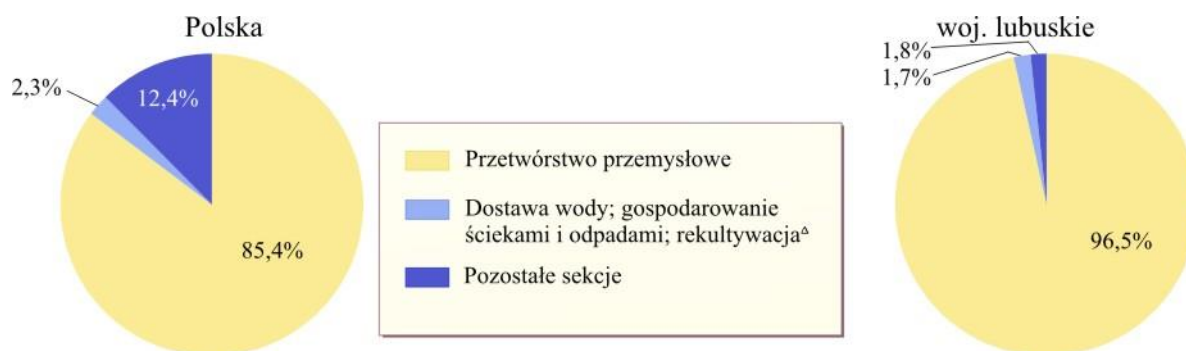 Polska
2,3%
12,4%
85,4%
Przetwórstwo przemysłowe
Dostawa wody; gospodarowanie
ściekami i odpadami; rekultywacjaᐞ
Pozostałe sekcje
woj. lubuskie
1,8%
1,7%
96,5%